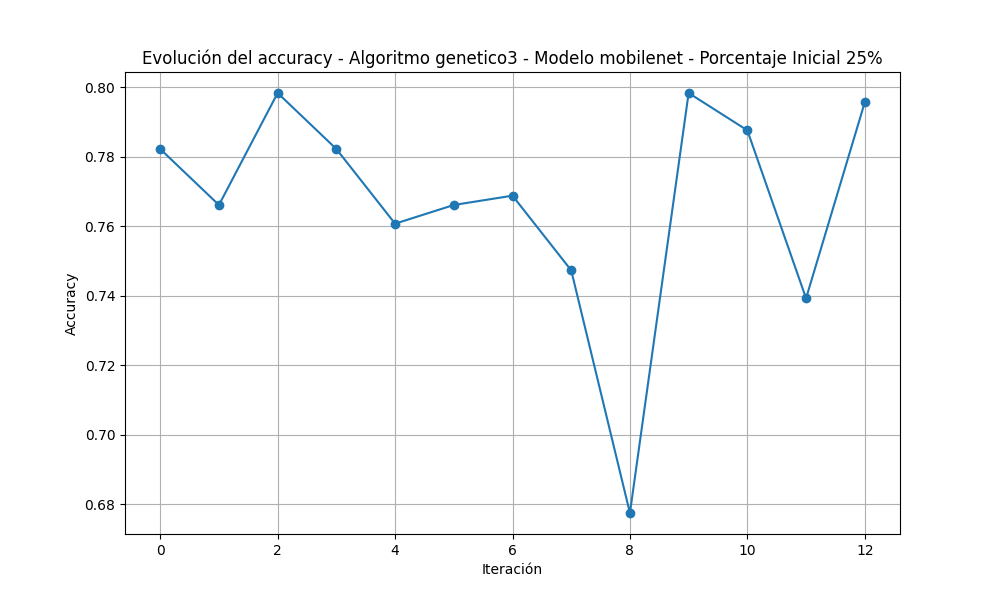 Evolución del accuracy - Algoritmo genetico3 - Modelo mobilenet - Porcentaje Inicial 25%
0.80
0.78
0.76
0.74
0.72
0.70
0.68
Accuracy
0 2 4 6 8 10 12
Iteración